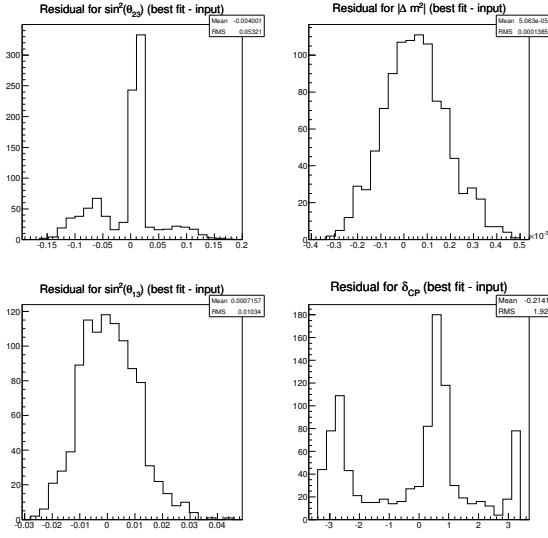 Residual for sin²(θ₂₃) (best fit - input)
Mean -0.004001
RMS 0.05321
300
250
200
150
100
50
0
-0.15 -0.1 -0.05 0 0.05 0.1 0.15 0.2
Residual for |Δ m²| (best fit - input)
Mean 5.063e-05
RMS 0.0001385
100
80
60
40
20
0
-0.4 -0.3 -0.2 -0.1 0 0.1 0.2 0.3 0.4 0.5
Residual for sin²(θ₁₃) (best fit - input)
Mean 0.0007157
RMS 0.01034
120
100
80
60
40
20
0
-0.03 -0.02 -0.01 0 0.01 0.02 0.03 0.04
Residual for δCP (best fit - input)
Mean -0.2141
RMS 1.92
180
160
140
120
100
80
60
40
20
0
-3 -2 -1 0 1 2 3